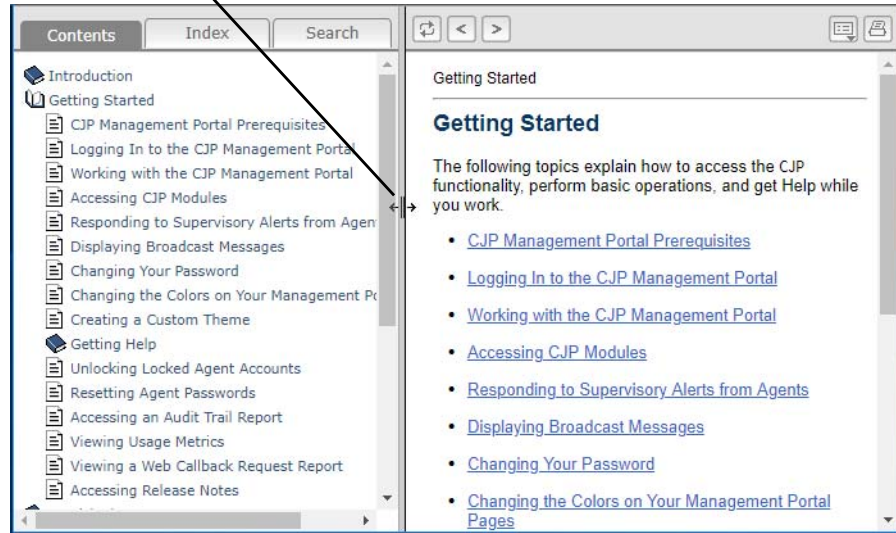 Contents
Index
Search
Introduction
Getting Started
CJP Management Portal Prerequisites
Logging In to the CJP Management Portal
Working with the CJP Management Portal
Accessing CJP Modules
Responding to Supervisory Alerts from Agen
Displaying Broadcast Messages
Changing Your Password
Changing the Colors on Your Management Po
Creating a Custom Theme
Getting Help
Unlocking Locked Agent Accounts
Resetting Agent Passwords
Accessing an Audit Trail Report
Viewing Usage Metrics
Viewing a Web Callback Request Report
Accessing Release Notes
Getting Started
Getting Started
The following topics explain how to access the CJP
functionality, perform basic operations, and get Help while
you work.
• CJP Management Portal Prerequisites
• Logging In to the CJP Management Portal
• Working with the CJP Management Portal
• Accessing CJP Modules
• Responding to Supervisory Alerts from Agents
• Displaying Broadcast Messages
• Changing Your Password
• Changing the Colors on Your Management Portal
Pages